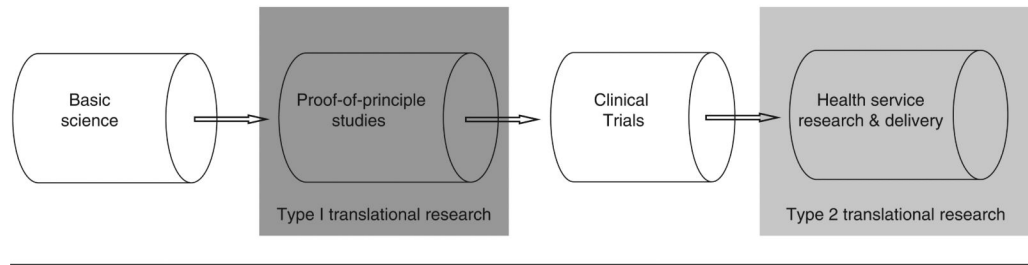 Basic
science
Proof-of-principle
studies
Type I translational research
Clinical
Trials
Health service
research & delivery
Type 2 translational research